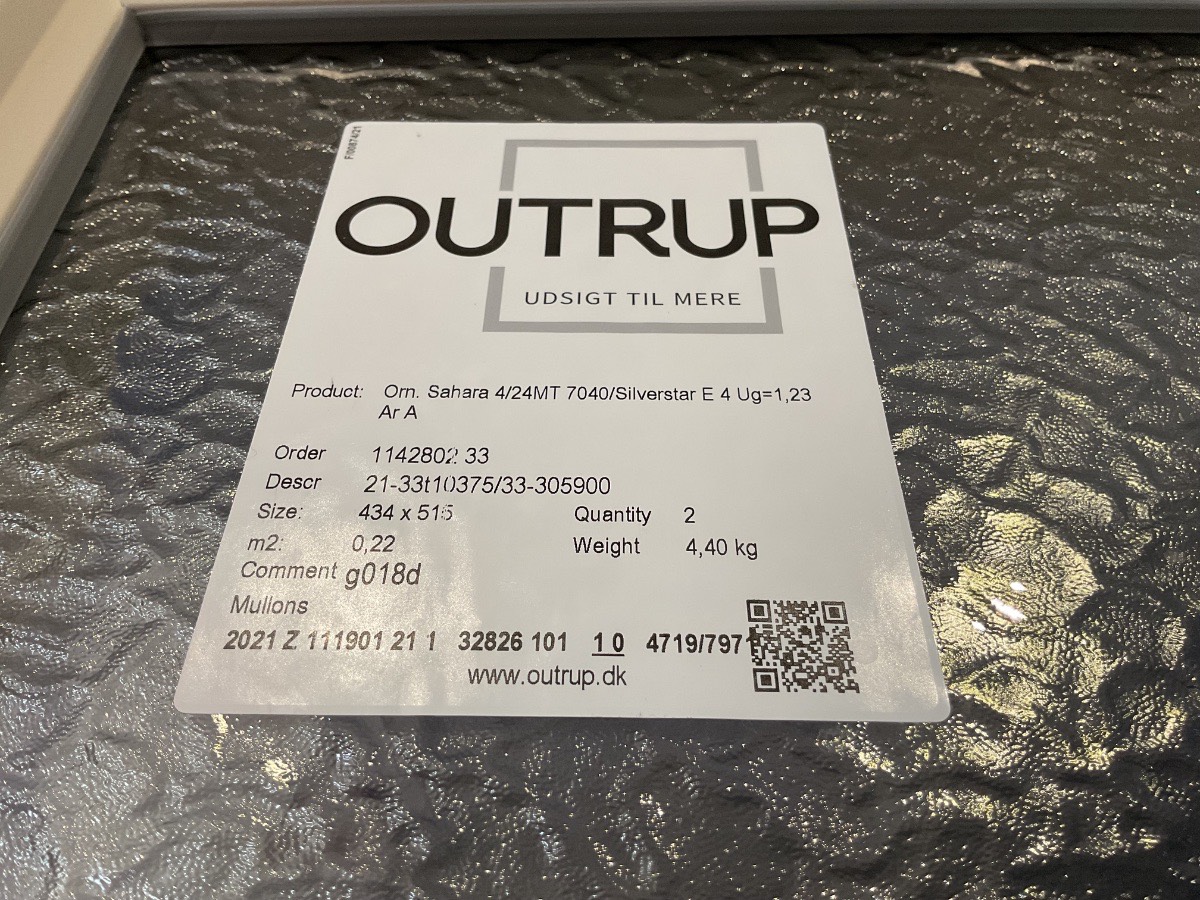 OUTRUP
UDSIGT TIL MERE
Product: Orn. Sahara 4/24MT 7040/Silverstar E 4 Ug=1,23
Ar A
Order 1142802 33
Descr 21-33t10375/33-305900
Size: 434 x 515 Quantity 2
m2: 0,22 Weight 4,40 kg
Comment g018d
Mullons
2021 Z 111901 21 1 32826 101 1 0 4719/797
www.outrup.dk